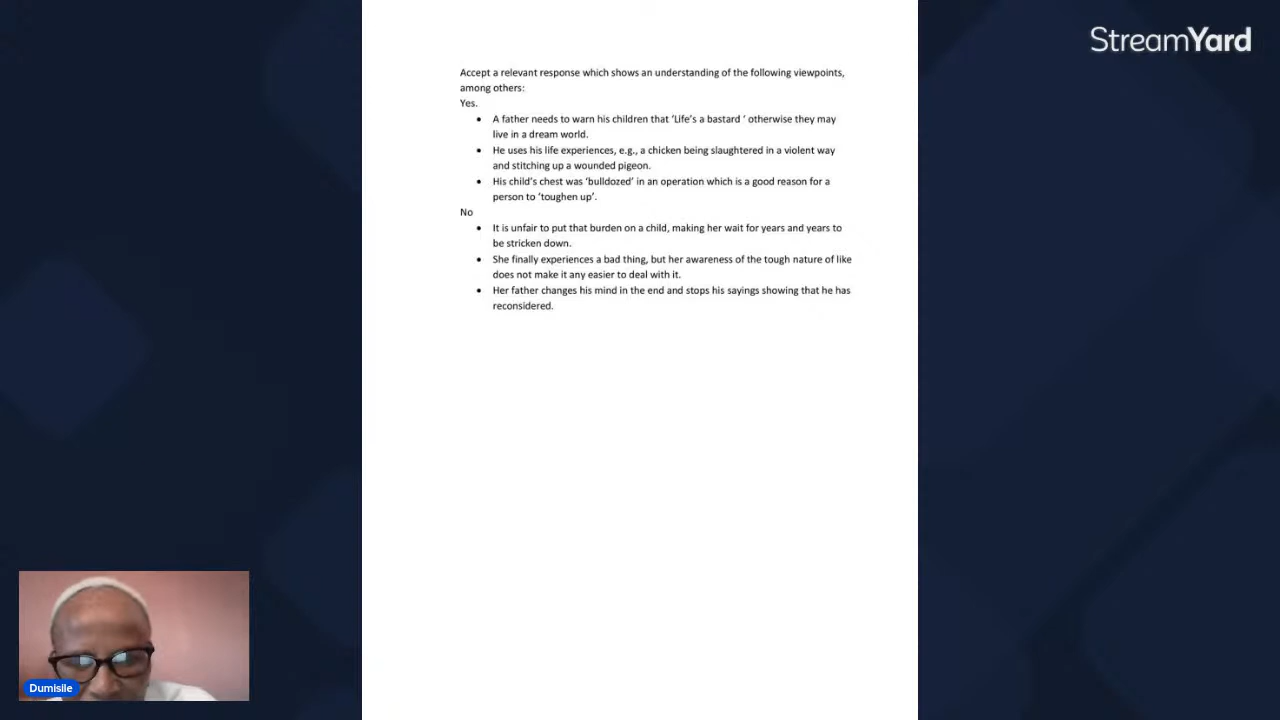 StreamYard
Accept a relevant response which shows an understanding of the following viewpoints,
among others:
Yes.
• A father needs to warn his children that ‘Life’s a bastard ‘ otherwise they may
live in a dream world.
• He uses his life experiences, e.g., a chicken being slaughtered in a violent way
and stitching up a wounded pigeon.
• His child’s chest was ‘bulldozed’ in an operation which is a good reason for a
person to ‘toughen up’.
No
• It is unfair to put that burden on a child, making her wait for years and years to
be stricken down.
• She finally experiences a bad thing, but her awareness of the tough nature of like
does not make it any easier to deal with it.
• Her father changes his mind in the end and stops his sayings showing that he has
reconsidered.
Dumisile